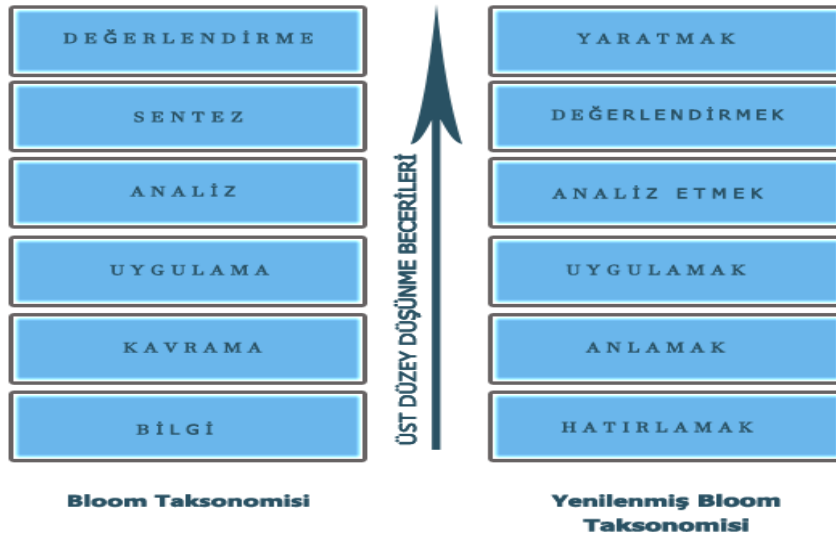 DEĞERLENDİRME
SENTEZ
ANALİZ
UYGULAMA
KAVRAMA
BİLGİ
Bloom Taksonomisi
ÜST DÜZEY DÜŞÜNME BECERİLERİ
YARATMAK
DEĞERLENDİRMEK
ANALİZ ETMEK
UYGULAMAK
ANLAMAK
HATIRLAMAK
Yenilenmiş Bloom
Taksonomisi